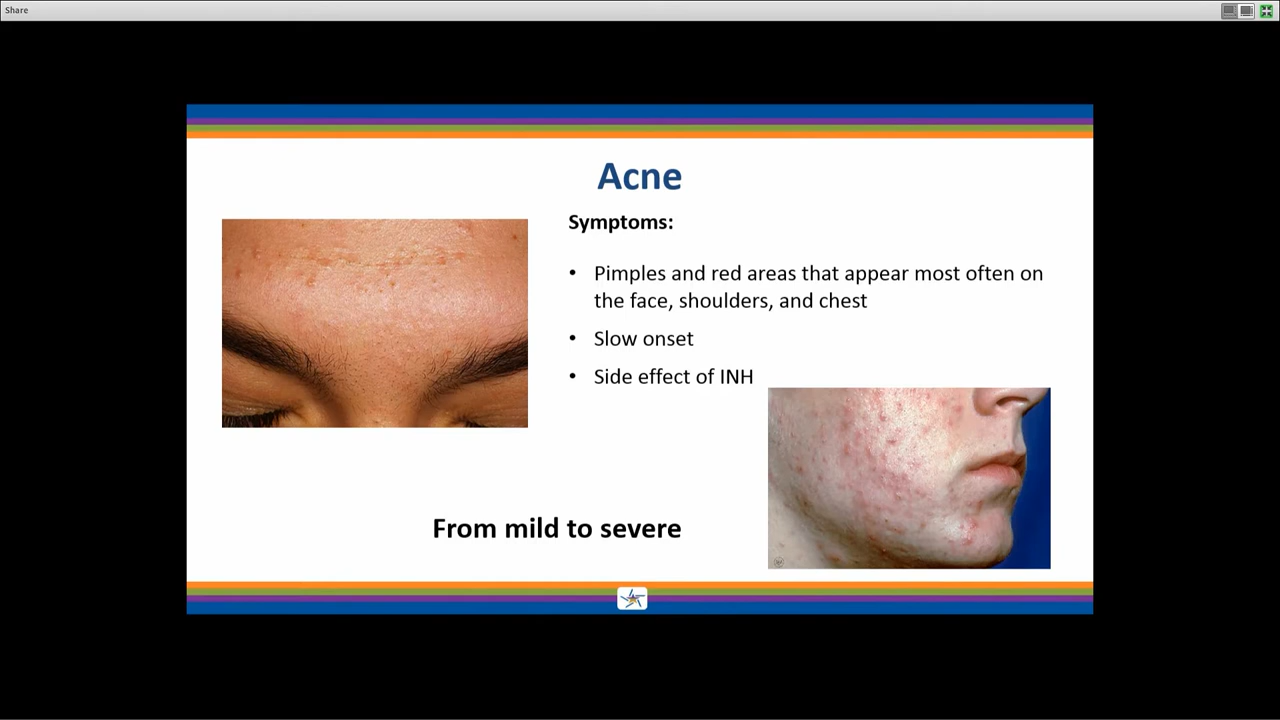 Share
Acne
Symptoms:
• Pimples and red areas that appear most often on
the face, shoulders, and chest
• Slow onset
• Side effect of INH
From mild to severe